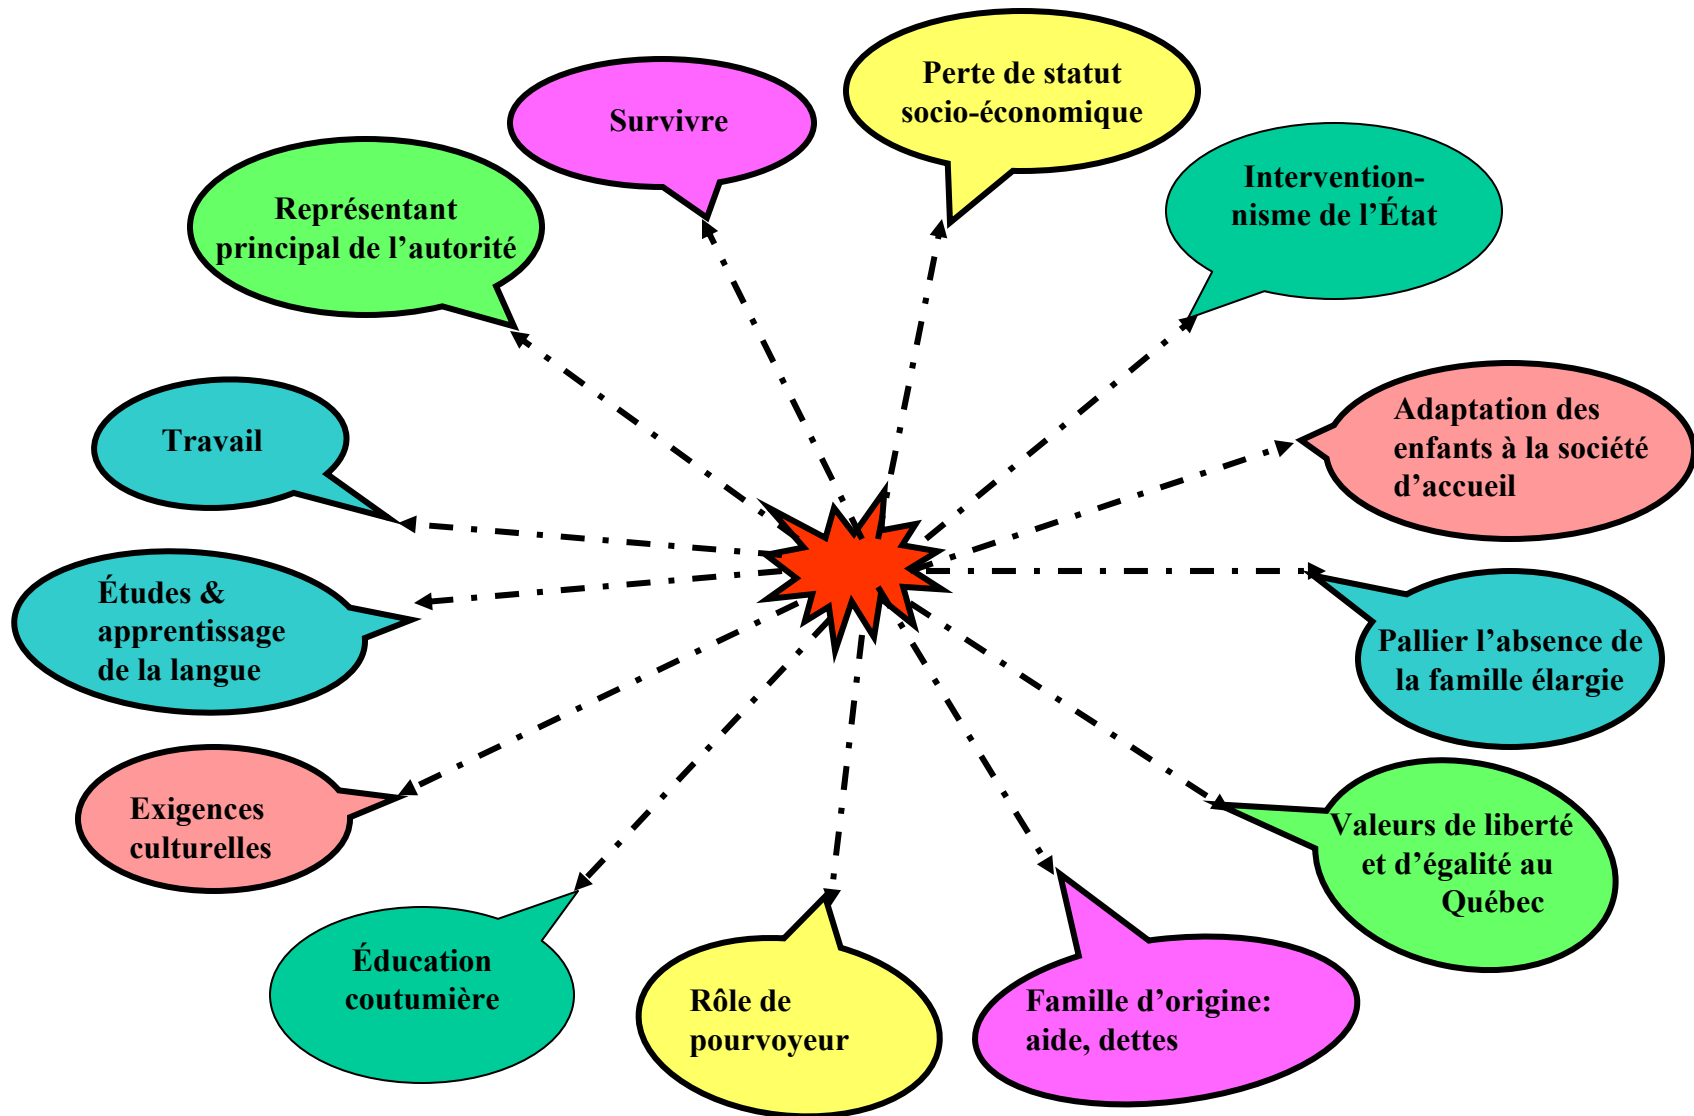 Perte de statut
socio-économique
Survivre
Intervention-
nisme de l’État
Représentant
principal de l’autorité
Adaptation des
enfants à la société
d’accueil
Travail
Études &
apprentissage
de la langue
Pallier l’absence de
la famille élargie
Exigences
culturelles
Valeurs de liberté
et d’égalité au
Québec
Éducation
coutumière
Rôle de
pourvoyeur
Famille d’origine:
aide, dettes